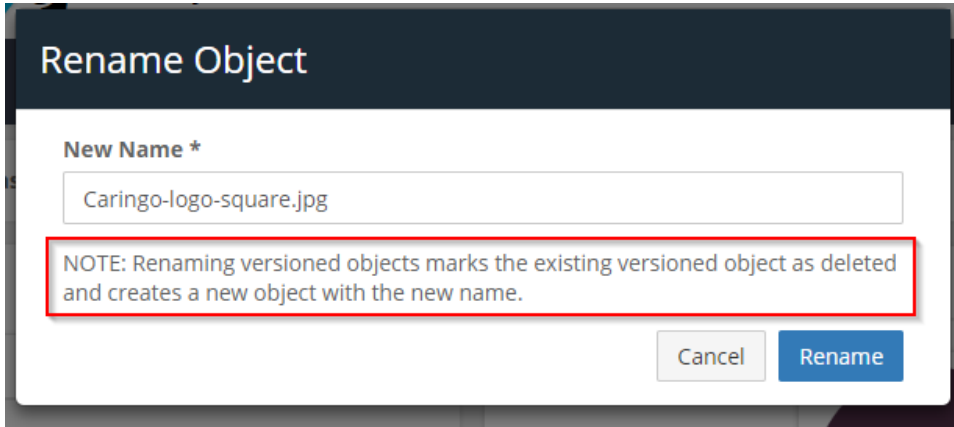 Rename Object
New Name *
Caringo-logo-square.jpg
NOTE: Renaming versioned objects marks the existing versioned object as deleted
and creates a new object with the new name.
Cancel Rename